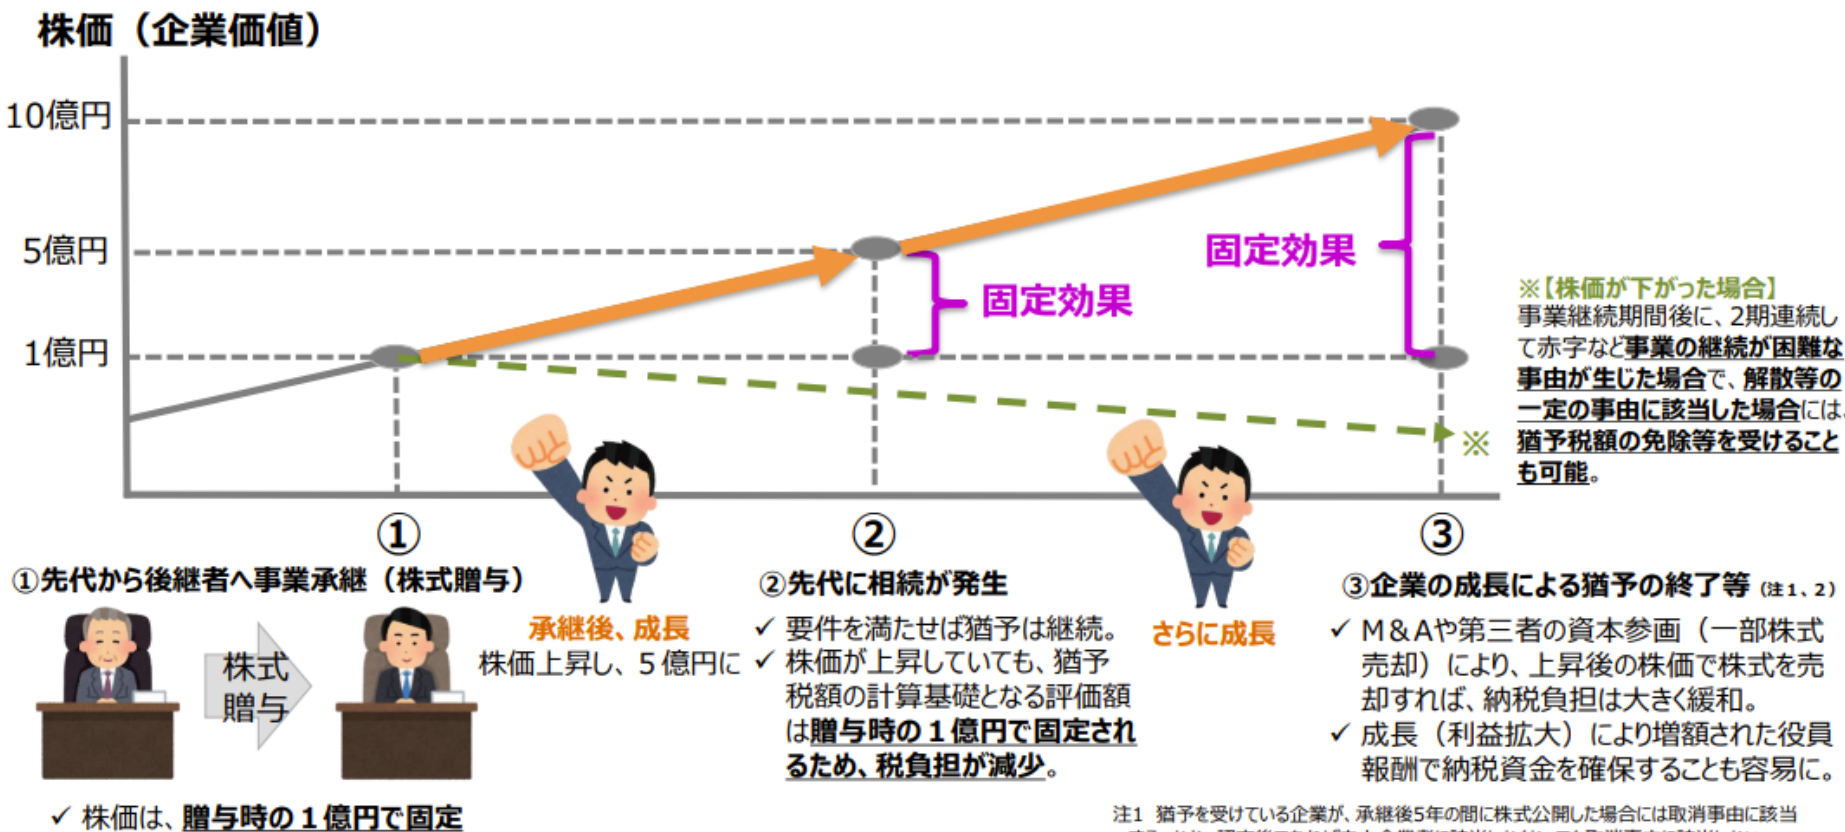 株価（企業価値）
10億円
5億円
1億円
固定効果
固定効果
※【株価が下がった場合】
事業継続期間後に、2期連続し
て赤字など事業の継続が困難な
事由が生じた場合で、解散等の
一定の事由に該当した場合には、
猶予税額の免除等を受けること
も可能。
※
①
②
③
①先代から後継者へ事業承継（株式贈与）
株式
贈与
✓ 株価は、贈与時の１億円で固定
承継後、成長
株価上昇し、５億円に
②先代に相続が発生
✓ 要件を満たせば猶予は継続。
✓ 株価が上昇していても、猶予
税額の計算基礎となる評価額
は贈与時の１億円で固定され
るため、税負担が減少。
さらに成長
③企業の成長による猶予の終了等（注１、２）
✓ M＆Aや第三者の資本参画（一部株式
売却）により、上昇後の株価で株式を売
却すれば、納税負担は大きく緩和。
✓ 成長（利益拡大）により増額された役員
報酬で納税資金を確保することも容易に。
注1 猶予を受けている企業が、承継後5年の間に株式公開した場合には取消事由に該当